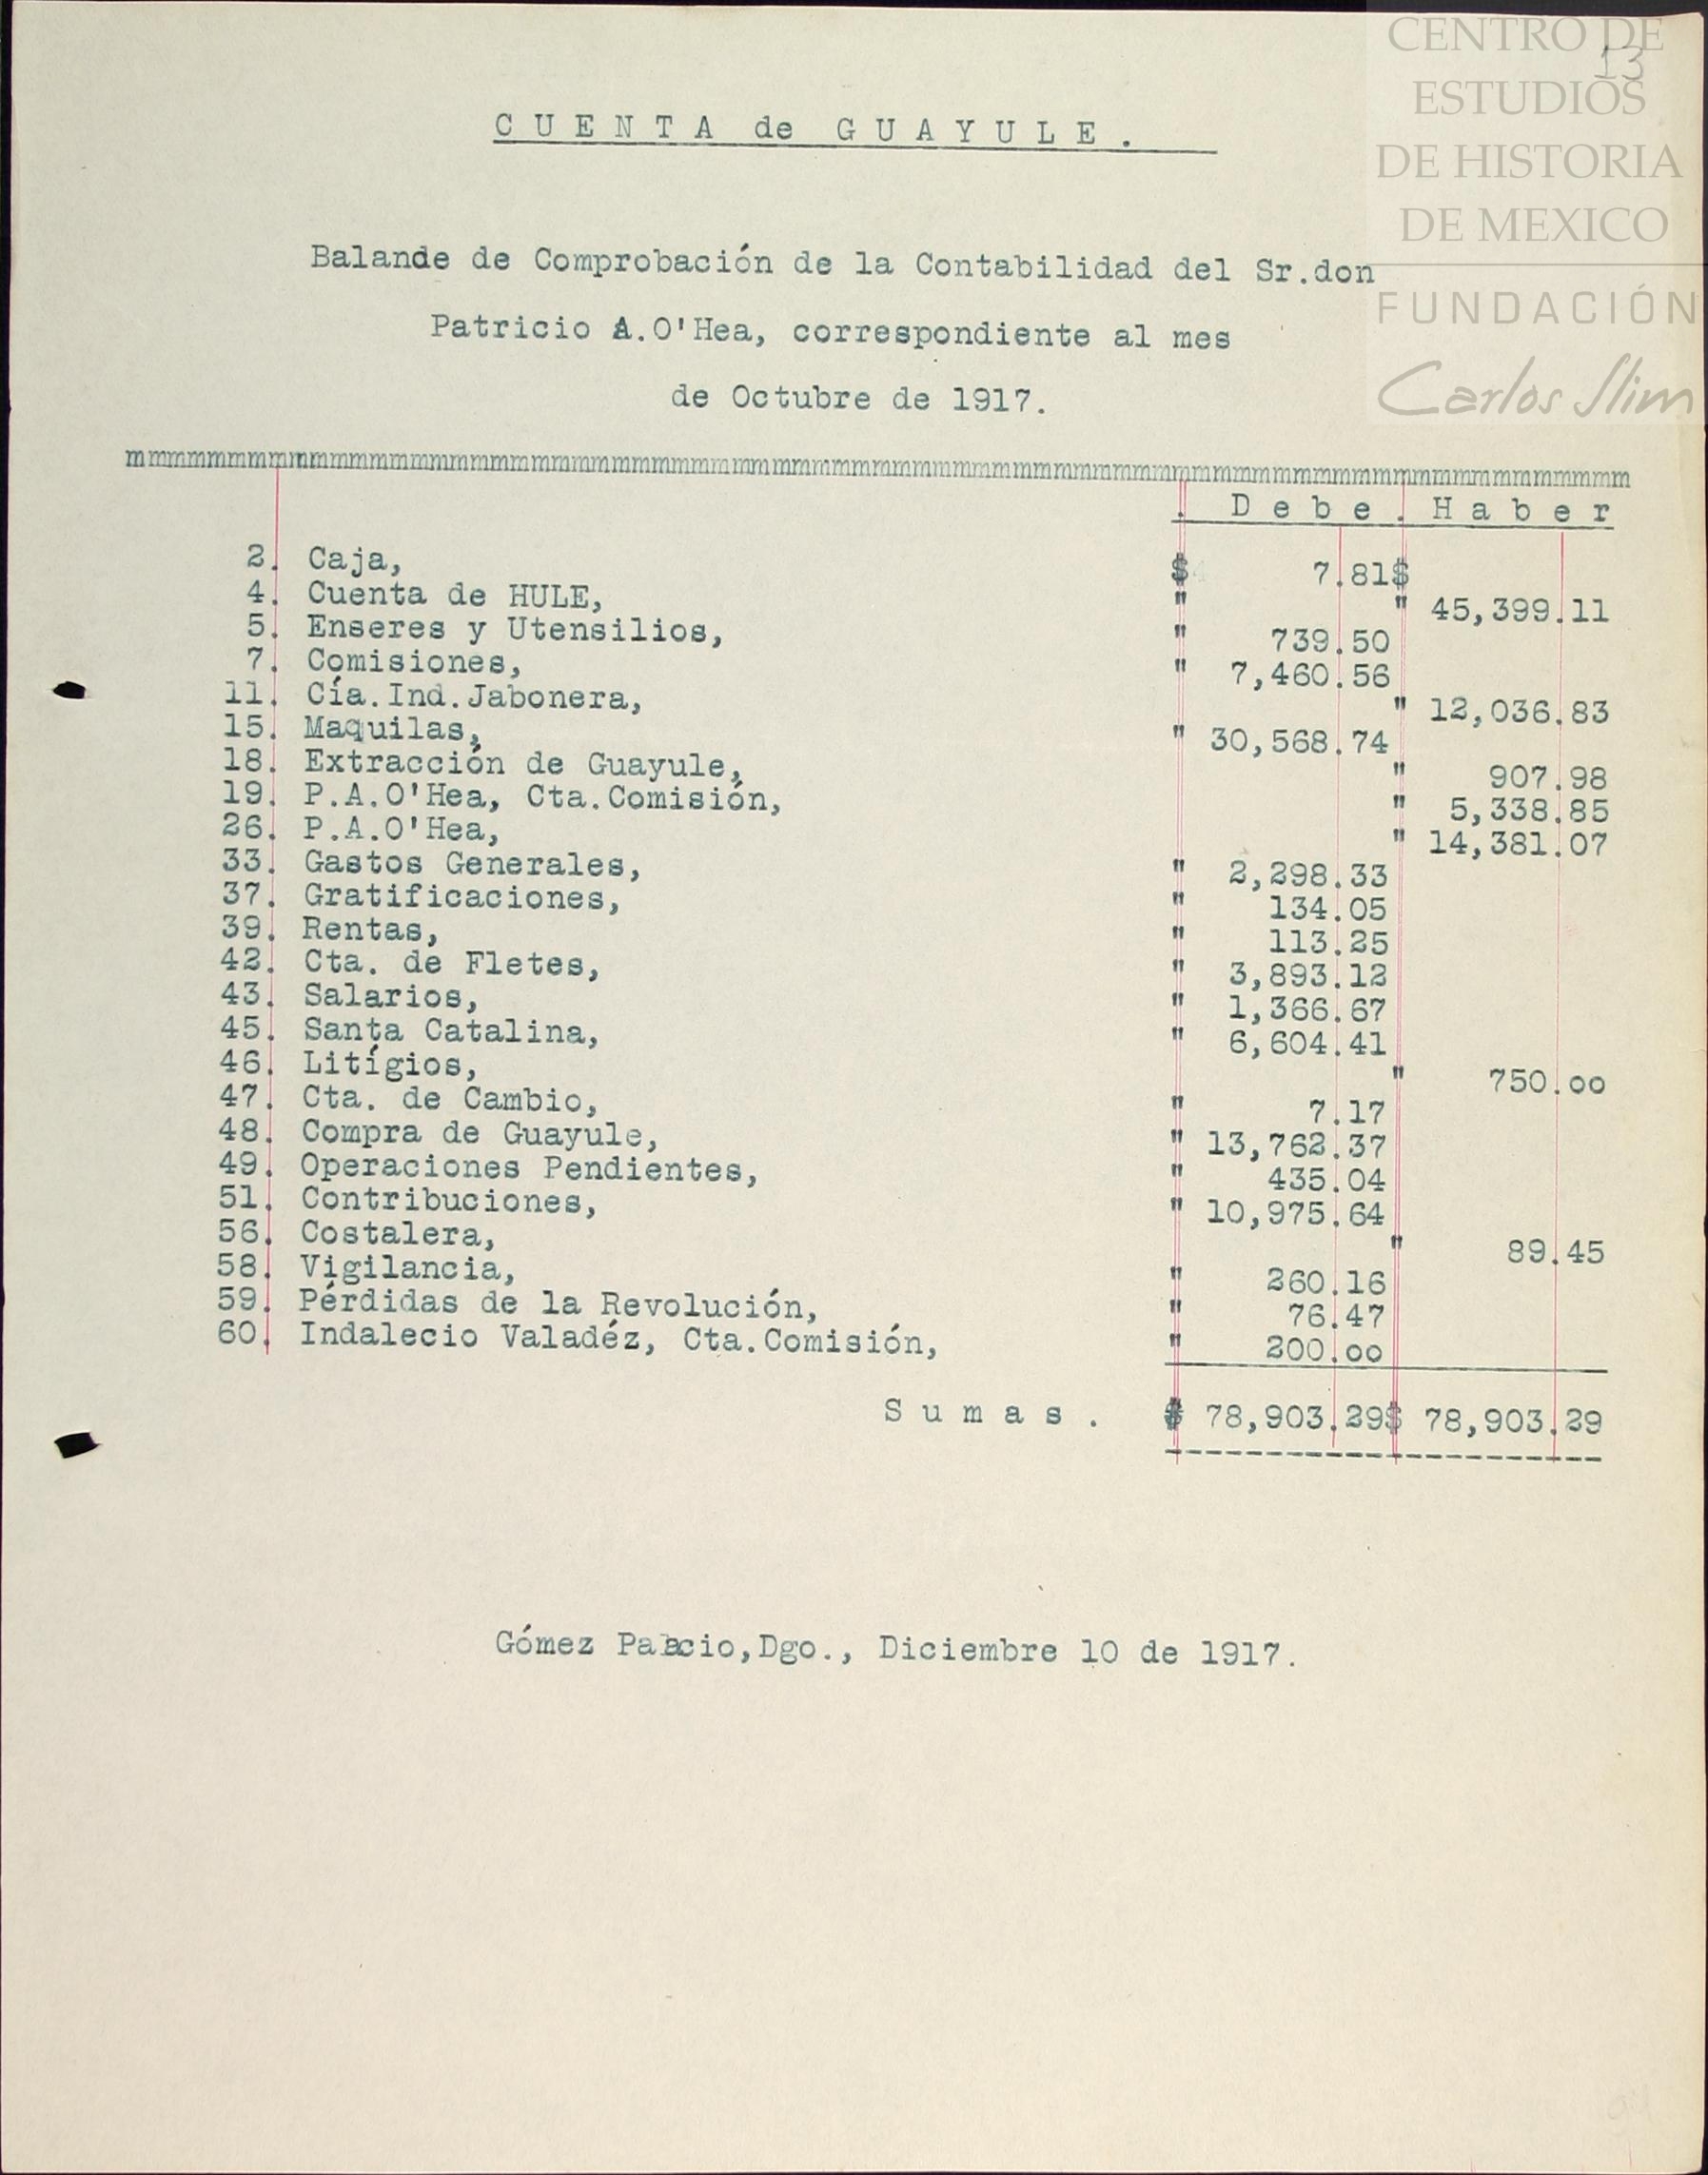 CENTRO DE
ESTUDIOS
DE HISTORIA
DE MEXICO
FUNDACIÓN
Carlos Slim
13
CUENTA de GUAYULE.
Balande de Comprobación de la Contabilidad del Sr.don
Patricio A.O'Hea, correspondiente al mes
de Octubre de 1917.
mmmmmmmmmmmmmmmmmmmmmmmmmmmmmmmmmmmmmmmmmmmmmmmmmmmmmmmmmmmmmmmmmmmmmmmmmmm
. Debe. Haber
2. Caja, $ 7.81$
4. Cuenta de HULE, " " 45,399.11
5. Enseres y Utensilios, " 739.50
7. Comisiones, " 7,460.56
11. Cía.Ind.Jabonera, " 12,036.83
15. Maquilas, " 30,568.74
18. Extracción de Guayule, " 907.98
19. P.A.O'Hea, Cta.Comisión, " 5,338.85
26. P.A.O'Hea, " 14,381.07
33. Gastos Generales, " 2,298.33
37. Gratificaciones, " 134.05
39. Rentas, " 113.25
42. Cta. de Fletes, " 3,893.12
43. Salarios, " 1,366.67
45. Santa Catalina, " 6,604.41
46. Litígios, " 750.oo
47. Cta. de Cambio, " 7.17
48. Compra de Guayule, " 13,762.37
49. Operaciones Pendientes, " 435.04
51. Contribuciones, " 10,975.64
56. Costalera, " 89.45
58. Vigilancia, " 260.16
59. Pérdidas de la Revolución, " 76.47
60. Indalecio Valadéz, Cta.Comisión, " 200.oo
Sumas. $ 78,903.29$ 78,903.29
Gómez Palacio,Dgo., Diciembre 10 de 1917.